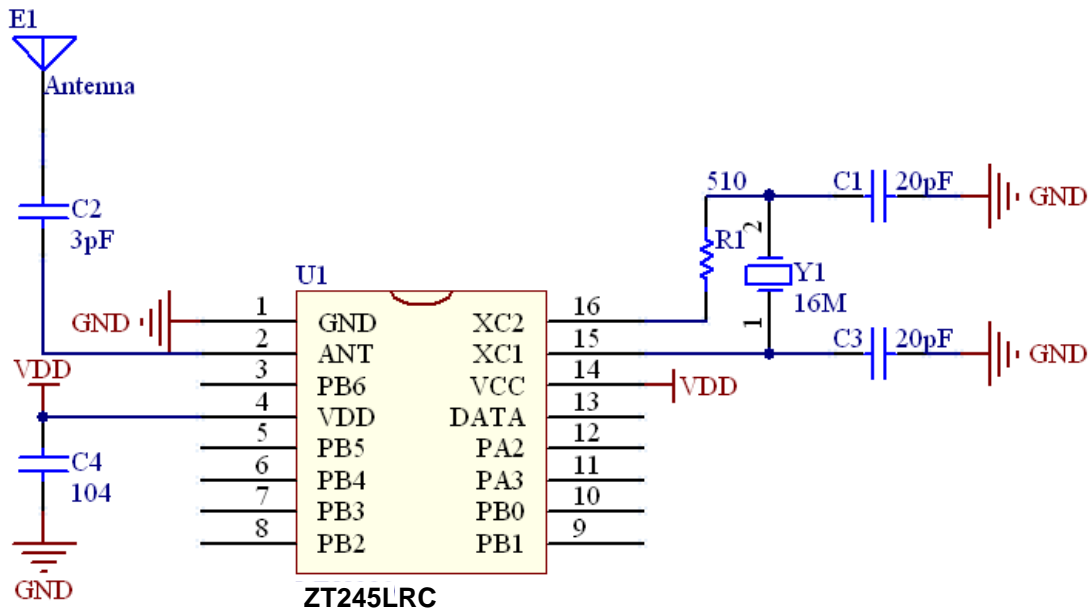 E1
Antenna
C2
3pF
GND
VDD
C4
104
GND
U1
1 GND
2 ANT
3 PB6
4 VDD
5 PB5
6 PB4
7 PB3
8 PB2
XC2 16
XC1 15
VCC 14
DATA 13
PA2 12
PA3 11
PB0 10
PB1 9
ZT245LRC
VDD
510
R1
2
Y1
16M
1
C1 20pF
GND
C3 20pF
GND